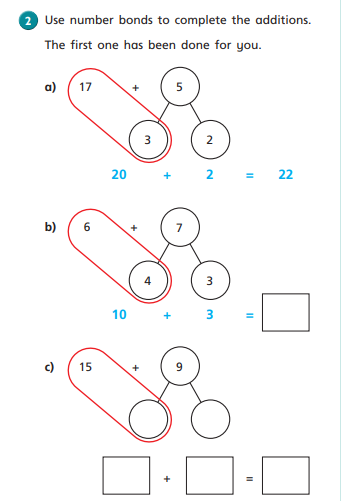 2 Use number bonds to complete the additions.
The first one has been done for you.
a) 17 + 5
3 2
20 + 2 = 22
b) 6 + 7
4 3
10 + 3 =
c) 15 + 9
+ =